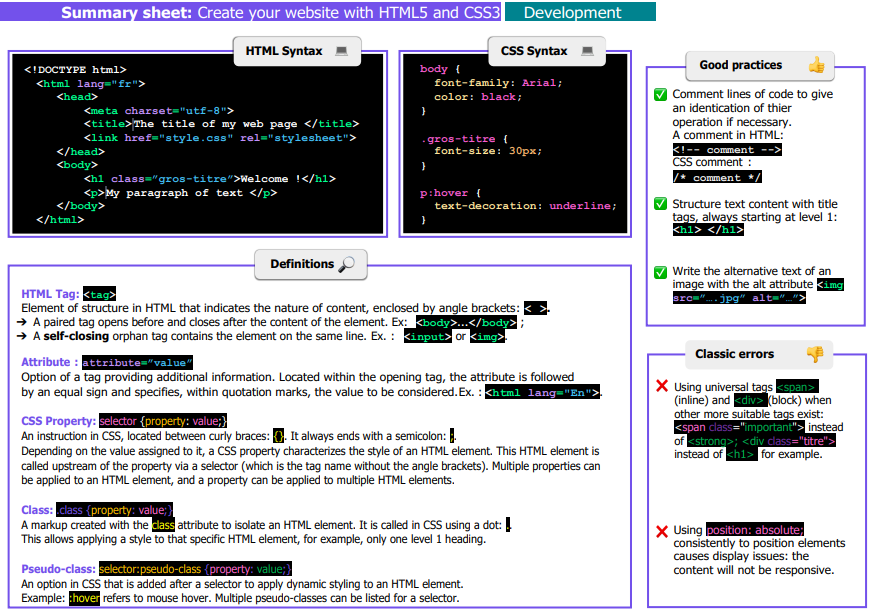 Summary sheet: Create your website with HTML5 and CSS3
Development
HTML Syntax
<!DOCTYPE html>
<html lang="fr">
<head>
<meta charset="utf-8">
<title>The title of my web page </title>
<link href="style.css" rel="stylesheet">
</head>
<body>
<h1 class="gros-titre">Welcome !</h1>
<p>My paragraph of text </p>
</body>
</html>
CSS Syntax
body {
font-family: Arial;
color: black;
}
.gros-titre {
font-size: 30px;
}
p:hover {
text-decoration: underline;
}
Good practices
Comment lines of code to give
an identication of thier
operation if necessary.
A comment in HTML:
<!-- comment -->
CSS comment :
/* comment */
Structure text content with title
tags, always starting at level 1:
<h1> </h1>
Write the alternative text of an
image with the alt attribute <img
src="….jpg" alt="…">
Definitions
HTML Tag: <tag>
Element of structure in HTML that indicates the nature of content, enclosed by angle brackets: < >.
➔ A paired tag opens before and closes after the content of the element. Ex: <body>…</body> ;
➔ A self-closing orphan tag contains the element on the same line. Ex. : <input> or <img>.
Attribute : attribute="value"
Option of a tag providing additional information. Located within the opening tag, the attribute is followed
by an equal sign and specifies, within quotation marks, the value to be considered.Ex. : <html lang="En">.
CSS Property: selector {property: value;}
An instruction in CSS, located between curly braces: {}. It always ends with a semicolon: ;.
Depending on the value assigned to it, a CSS property characterizes the style of an HTML element. This HTML element is
called upstream of the property via a selector (which is the tag name without the angle brackets). Multiple properties can
be applied to an HTML element, and a property can be applied to multiple HTML elements.
Class: .class {property: value;}
A markup created with the class attribute to isolate an HTML element. It is called in CSS using a dot: .
This allows applying a style to that specific HTML element, for example, only one level 1 heading.
Pseudo-class: selector:pseudo-class {property: value;}
An option in CSS that is added after a selector to apply dynamic styling to an HTML element.
Example: :hover refers to mouse hover. Multiple pseudo-classes can be listed for a selector.
Classic errors
Using universal tags <span>
(inline) and <div> (block) when
other more suitable tags exist:
<span class="important"> instead
of <strong>; <div class="titre">
instead of <h1> for example.
Using position: absolute;
consistently to position elements
causes display issues: the
content will not be responsive.